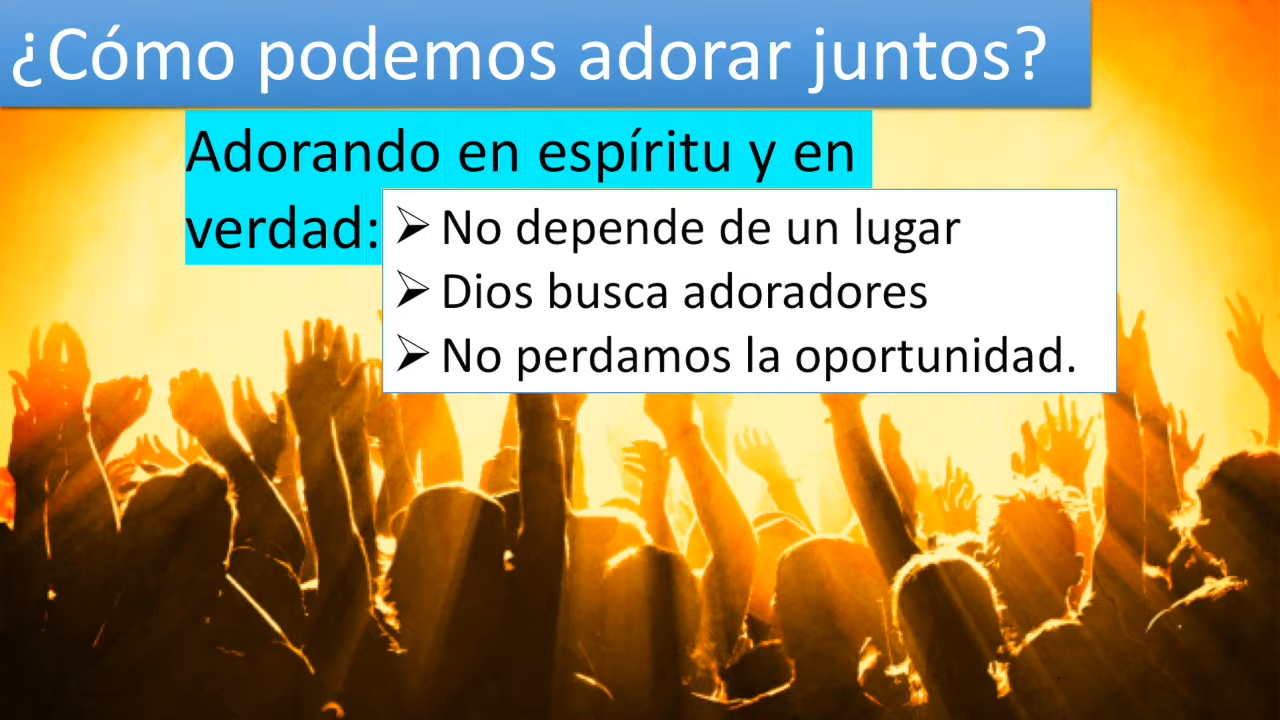 ¿Cómo podemos adorar juntos?
Adorando en espíritu y en
verdad:
No depende de un lugar
Dios busca adoradores
No perdamos la oportunidad.